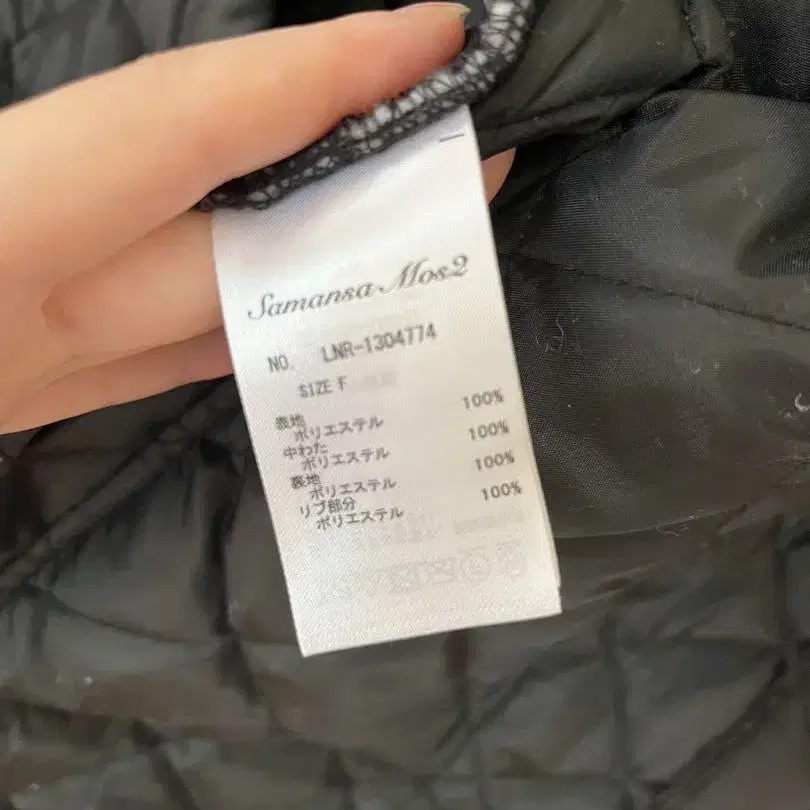 Samansa Mos2
NO. LNR-1304774
SIZE F
表地
ポリエステル 100%
中わた
ポリエステル 100%
裏地
ポリエステル 100%
リブ部分
ポリエステル 100%